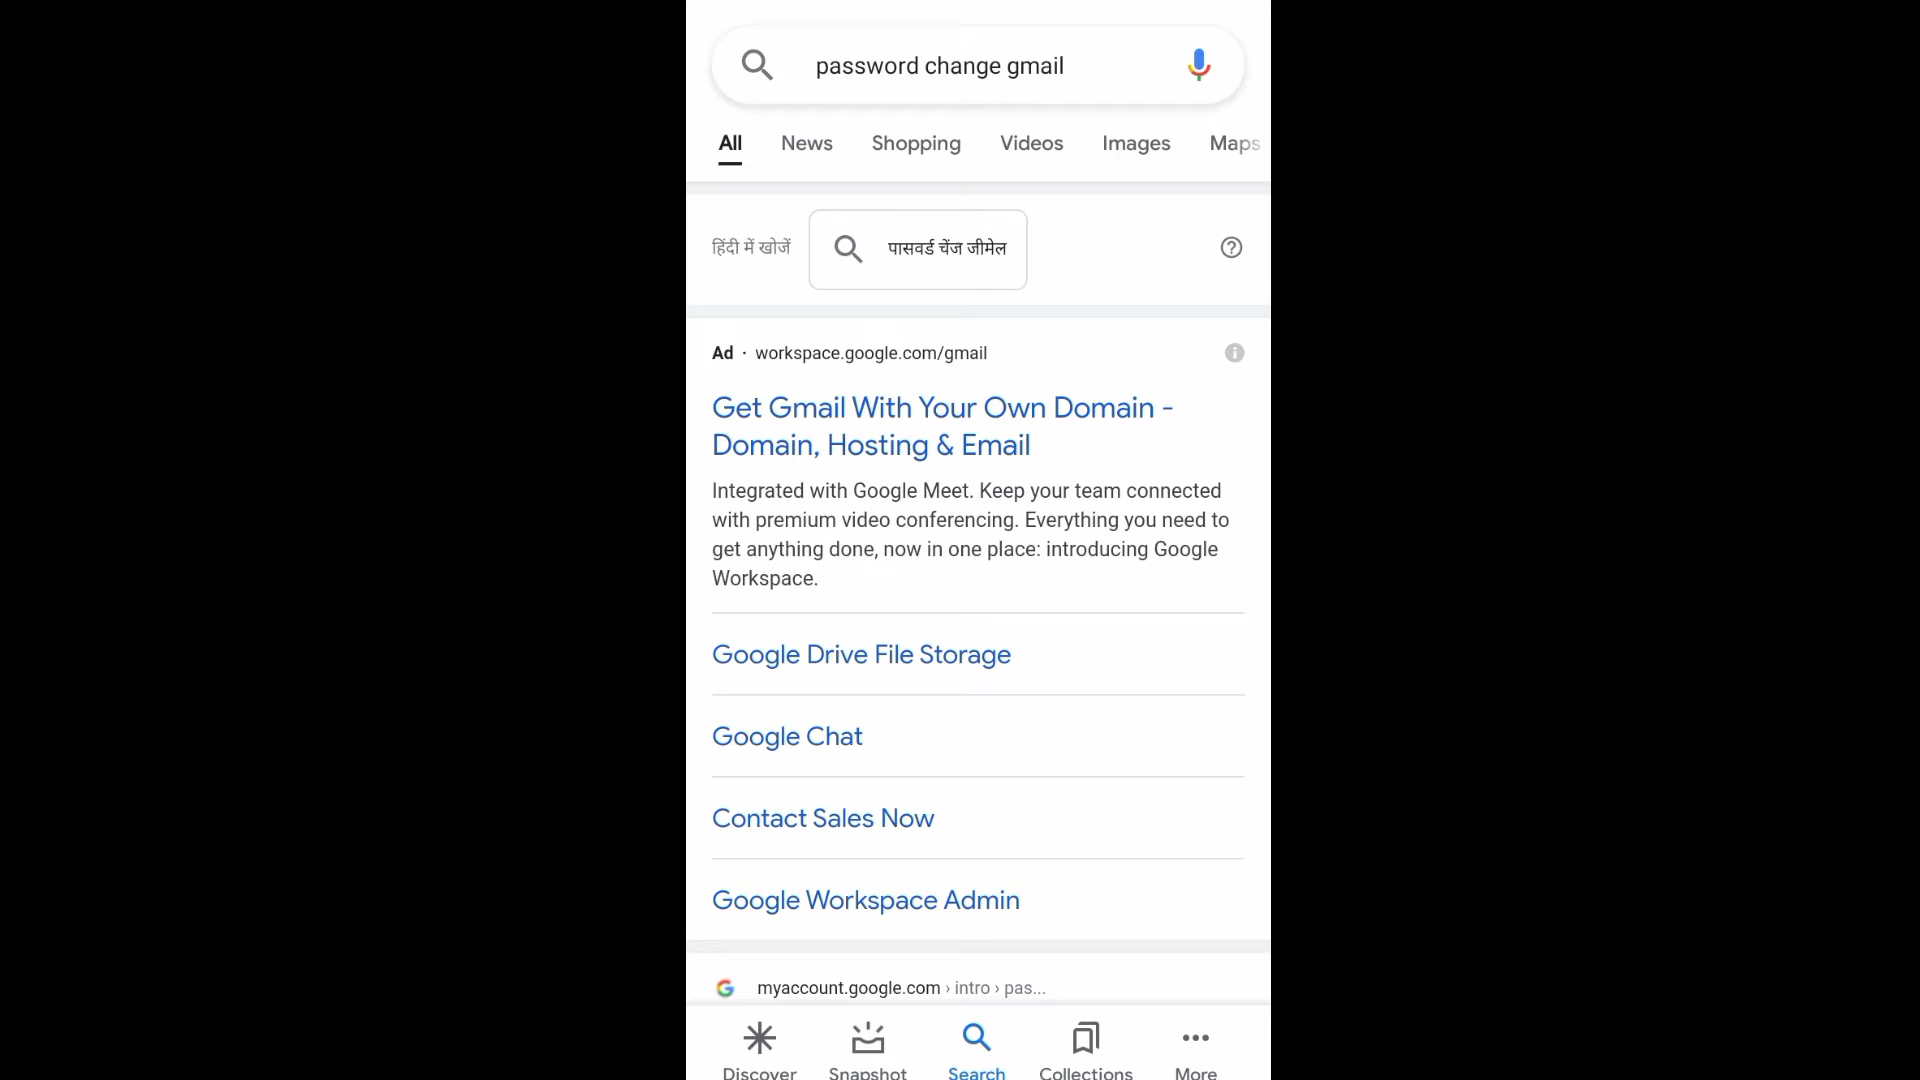 password change gmail
All News Shopping Videos Images Maps
हिंदी में खोजें पासवर्ड चेंज जीमेल
Ad · workspace.google.com/gmail
Get Gmail With Your Own Domain -
Domain, Hosting & Email
Integrated with Google Meet. Keep your team connected
with premium video conferencing. Everything you need to
get anything done, now in one place: introducing Google
Workspace.
Google Drive File Storage
Google Chat
Contact Sales Now
Google Workspace Admin
myaccount.google.com › intro › pas...
Discover Snapshot Search Collections More